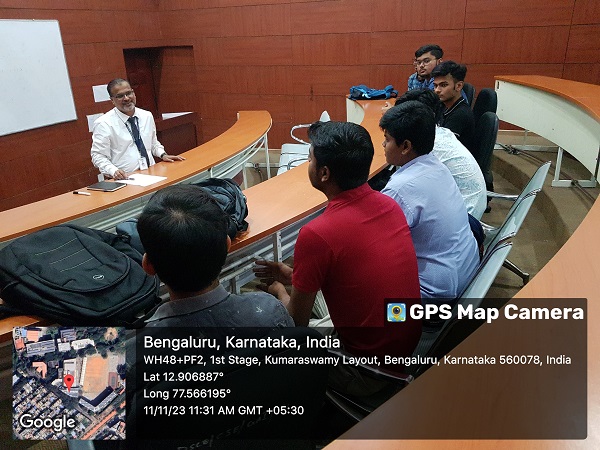 GPS Map Camera
Bengaluru, Karnataka, India
WH48+PF2, 1st Stage, Kumaraswamy Layout, Bengaluru, Karnataka 560078, India
Lat 12.906887°
Long 77.566195°
11/11/23 11:31 AM GMT +05:30
Google